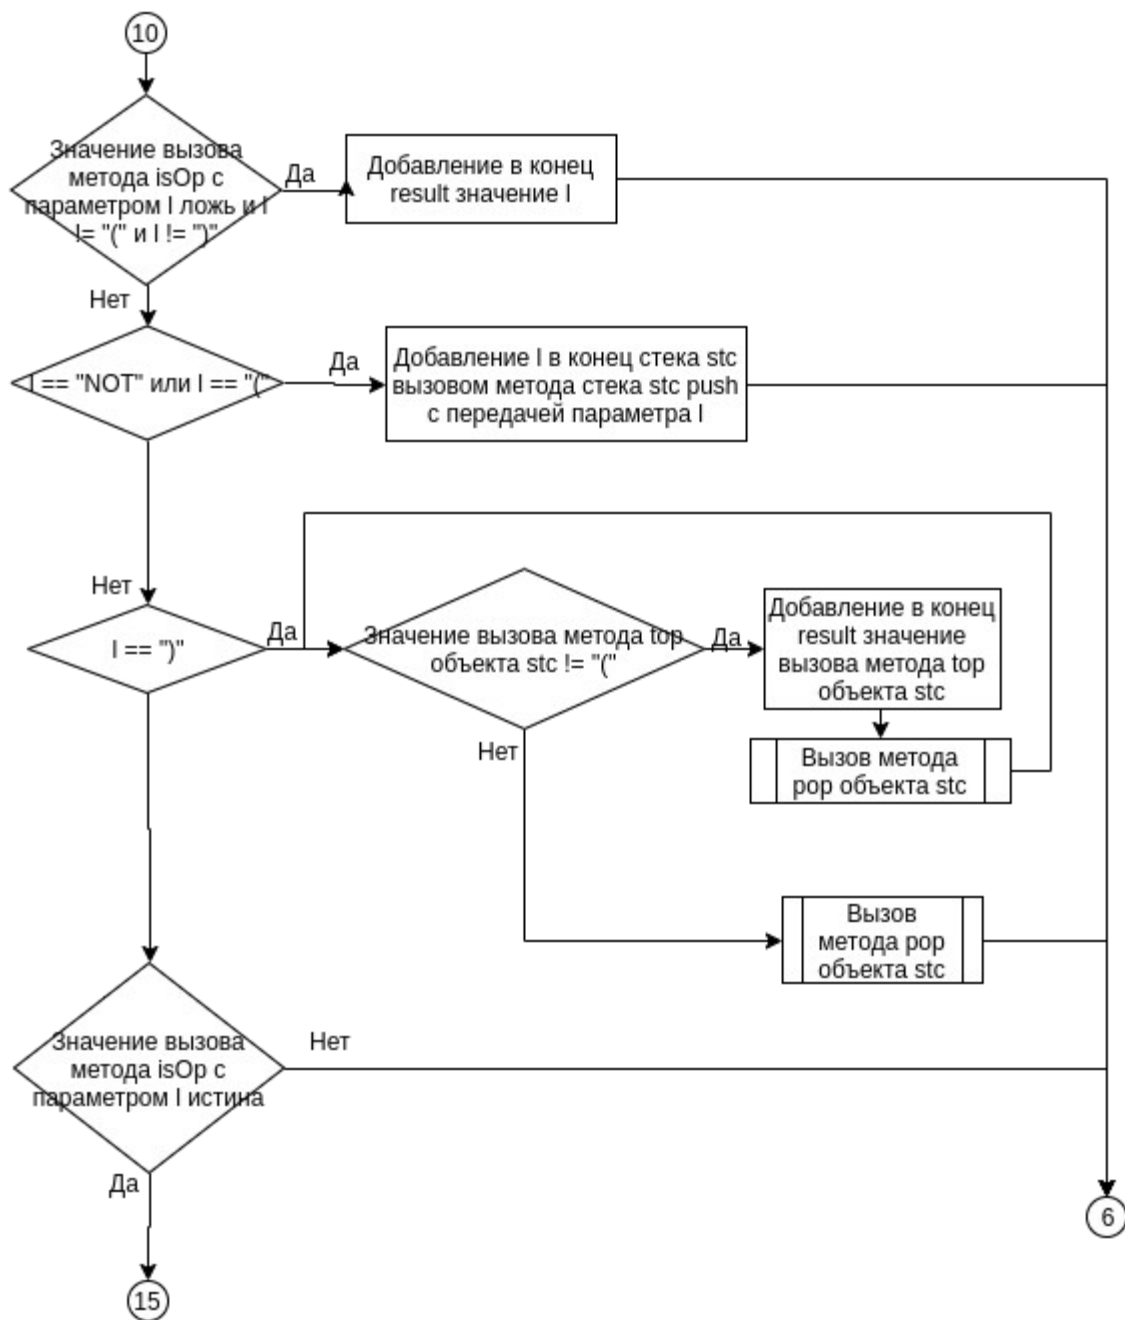 10
Значение вызова
метода isOp с
параметром l ложь и l
!= "(" и l != ")"
Да
Добавление в конец
result значение l
Нет
l == "NOT" или l == "("
Да
Добавление l в конец стека stc
вызовом метода стека stc push
с передачей параметра l
Нет
l == ")"
Да
Значение вызова метода top
объекта stc != "("
Да
Добавление в конец
result значение
вызова метода top
объекта stc
Вызов метода
pop объекта stc
Нет
Вызов
метода pop
объекта stc
Значение вызова
метода isOp с
параметром l истина
Нет
Да
6
15